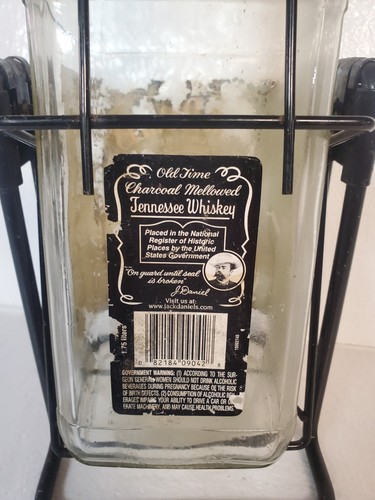 Old Time
Charcoal Mellowed
Tennessee Whiskey
Placed in the National
Register of Historic
Places by the United
States Government
"On guard until seal
is broken"
J. Daniel
Visit us at:
www.jackdaniels.com
1.75 liters
82184 09042
GOVERNMENT WARNING: (1) ACCORDING TO THE SUR-
GEON GENERAL, WOMEN SHOULD NOT DRINK ALCOHOLIC
BEVERAGES DURING PREGNANCY BECAUSE OF THE RISK
OF BIRTH DEFECTS. (2) CONSUMPTION OF ALCOHOLIC BEV-
ERAGES IMPAIRS YOUR ABILITY TO DRIVE A CAR OR
ERATE MACHINERY, AND MAY CAUSE HEALTH PROBLEMS.